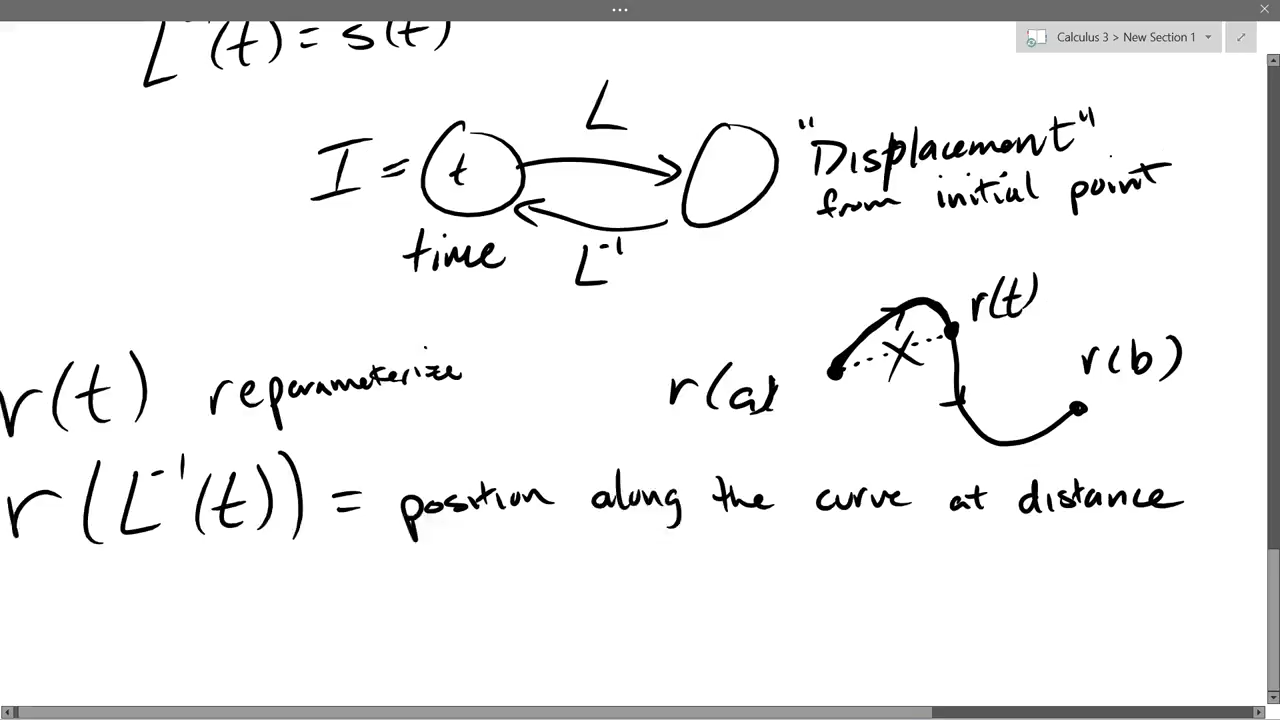 Calculus 3 > New Section 1
L⁻¹(t) = s(t)
L
I = t
"Displacement"
from initial point
time
L⁻¹
r(t)
r(b)
r(t) reparameterize
r(a)
r(L⁻¹(t)) = position along the curve at distance